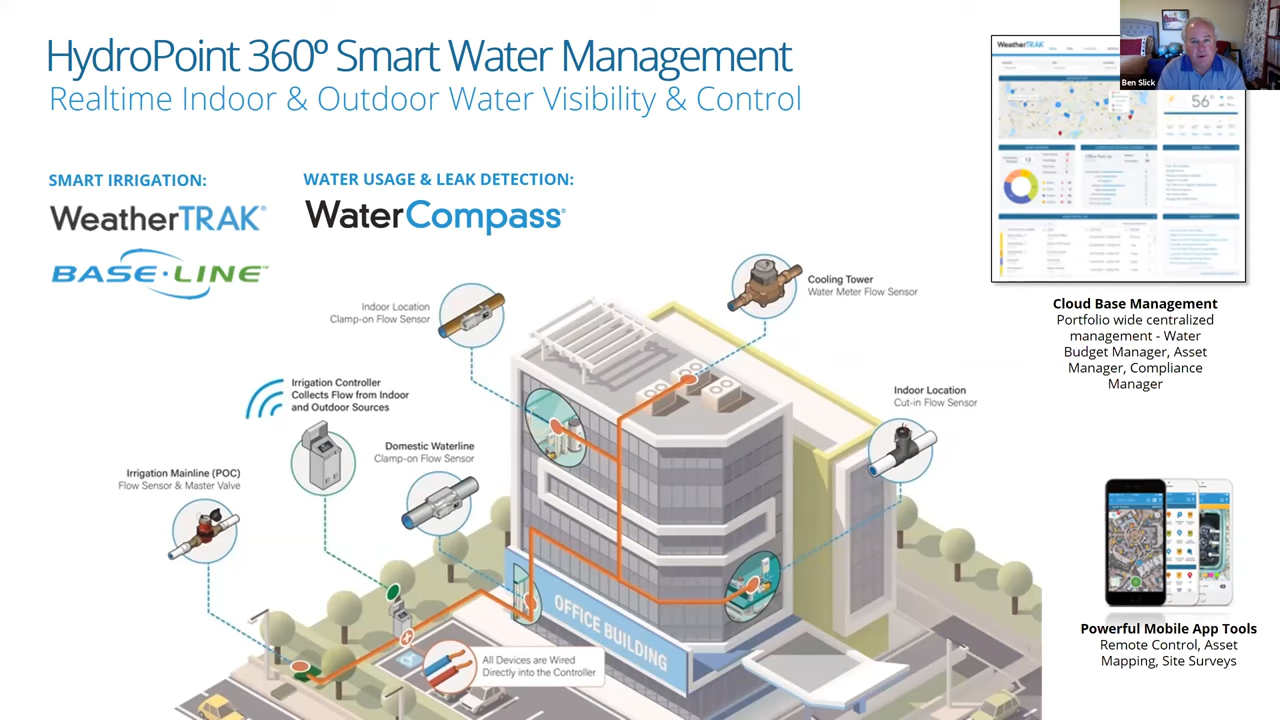 HydroPoint 360º Smart Water Management
Realtime Indoor & Outdoor Water Visibility & Control
SMART IRRIGATION:
WeatherTRAK®
BASE·LINE™
WATER USAGE & LEAK DETECTION:
WaterCompass®
Indoor Location
Clamp-on Flow Sensor
Cooling Tower
Water Meter Flow Sensor
Irrigation Controller
Collects Flow from Indoor
and Outdoor Sources
Indoor Location
Cut-in Flow Sensor
Domestic Waterline
Clamp-on Flow Sensor
Irrigation Mainline (POC)
Flow Sensor & Master Valve
OFFICE BUILDING
All Devices are Wired
Directly into the Controller
WeatherTRAK
56°
Ben Slick
Cloud Base Management
Portfolio wide centralized
management - Water
Budget Manager, Asset
Manager, Compliance
Manager
Powerful Mobile App Tools
Remote Control, Asset
Mapping, Site Surveys